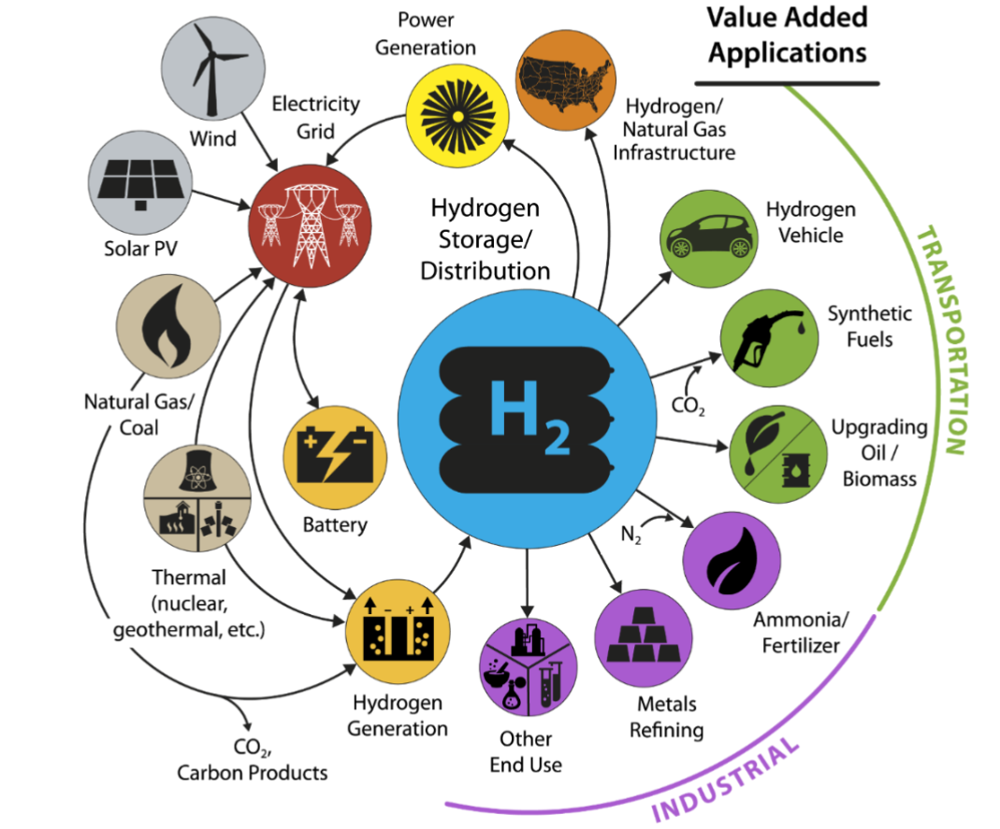 Value Added
Applications
Power
Generation
Electricity
Grid
Wind
Hydrogen/
Natural Gas
Infrastructure
Solar PV
Hydrogen
Storage/
Distribution
Hydrogen
Vehicle
TRANSPORTATION
Synthetic
Fuels
Natural Gas/
Coal
H₂
CO₂
Upgrading
Oil /
Biomass
+ –
Battery
N₂
Thermal
(nuclear,
geothermal, etc.)
– +
Ammonia/
Fertilizer
Hydrogen
Generation
Metals
Refining
Other
End Use
CO₂,
Carbon Products
INDUSTRIAL